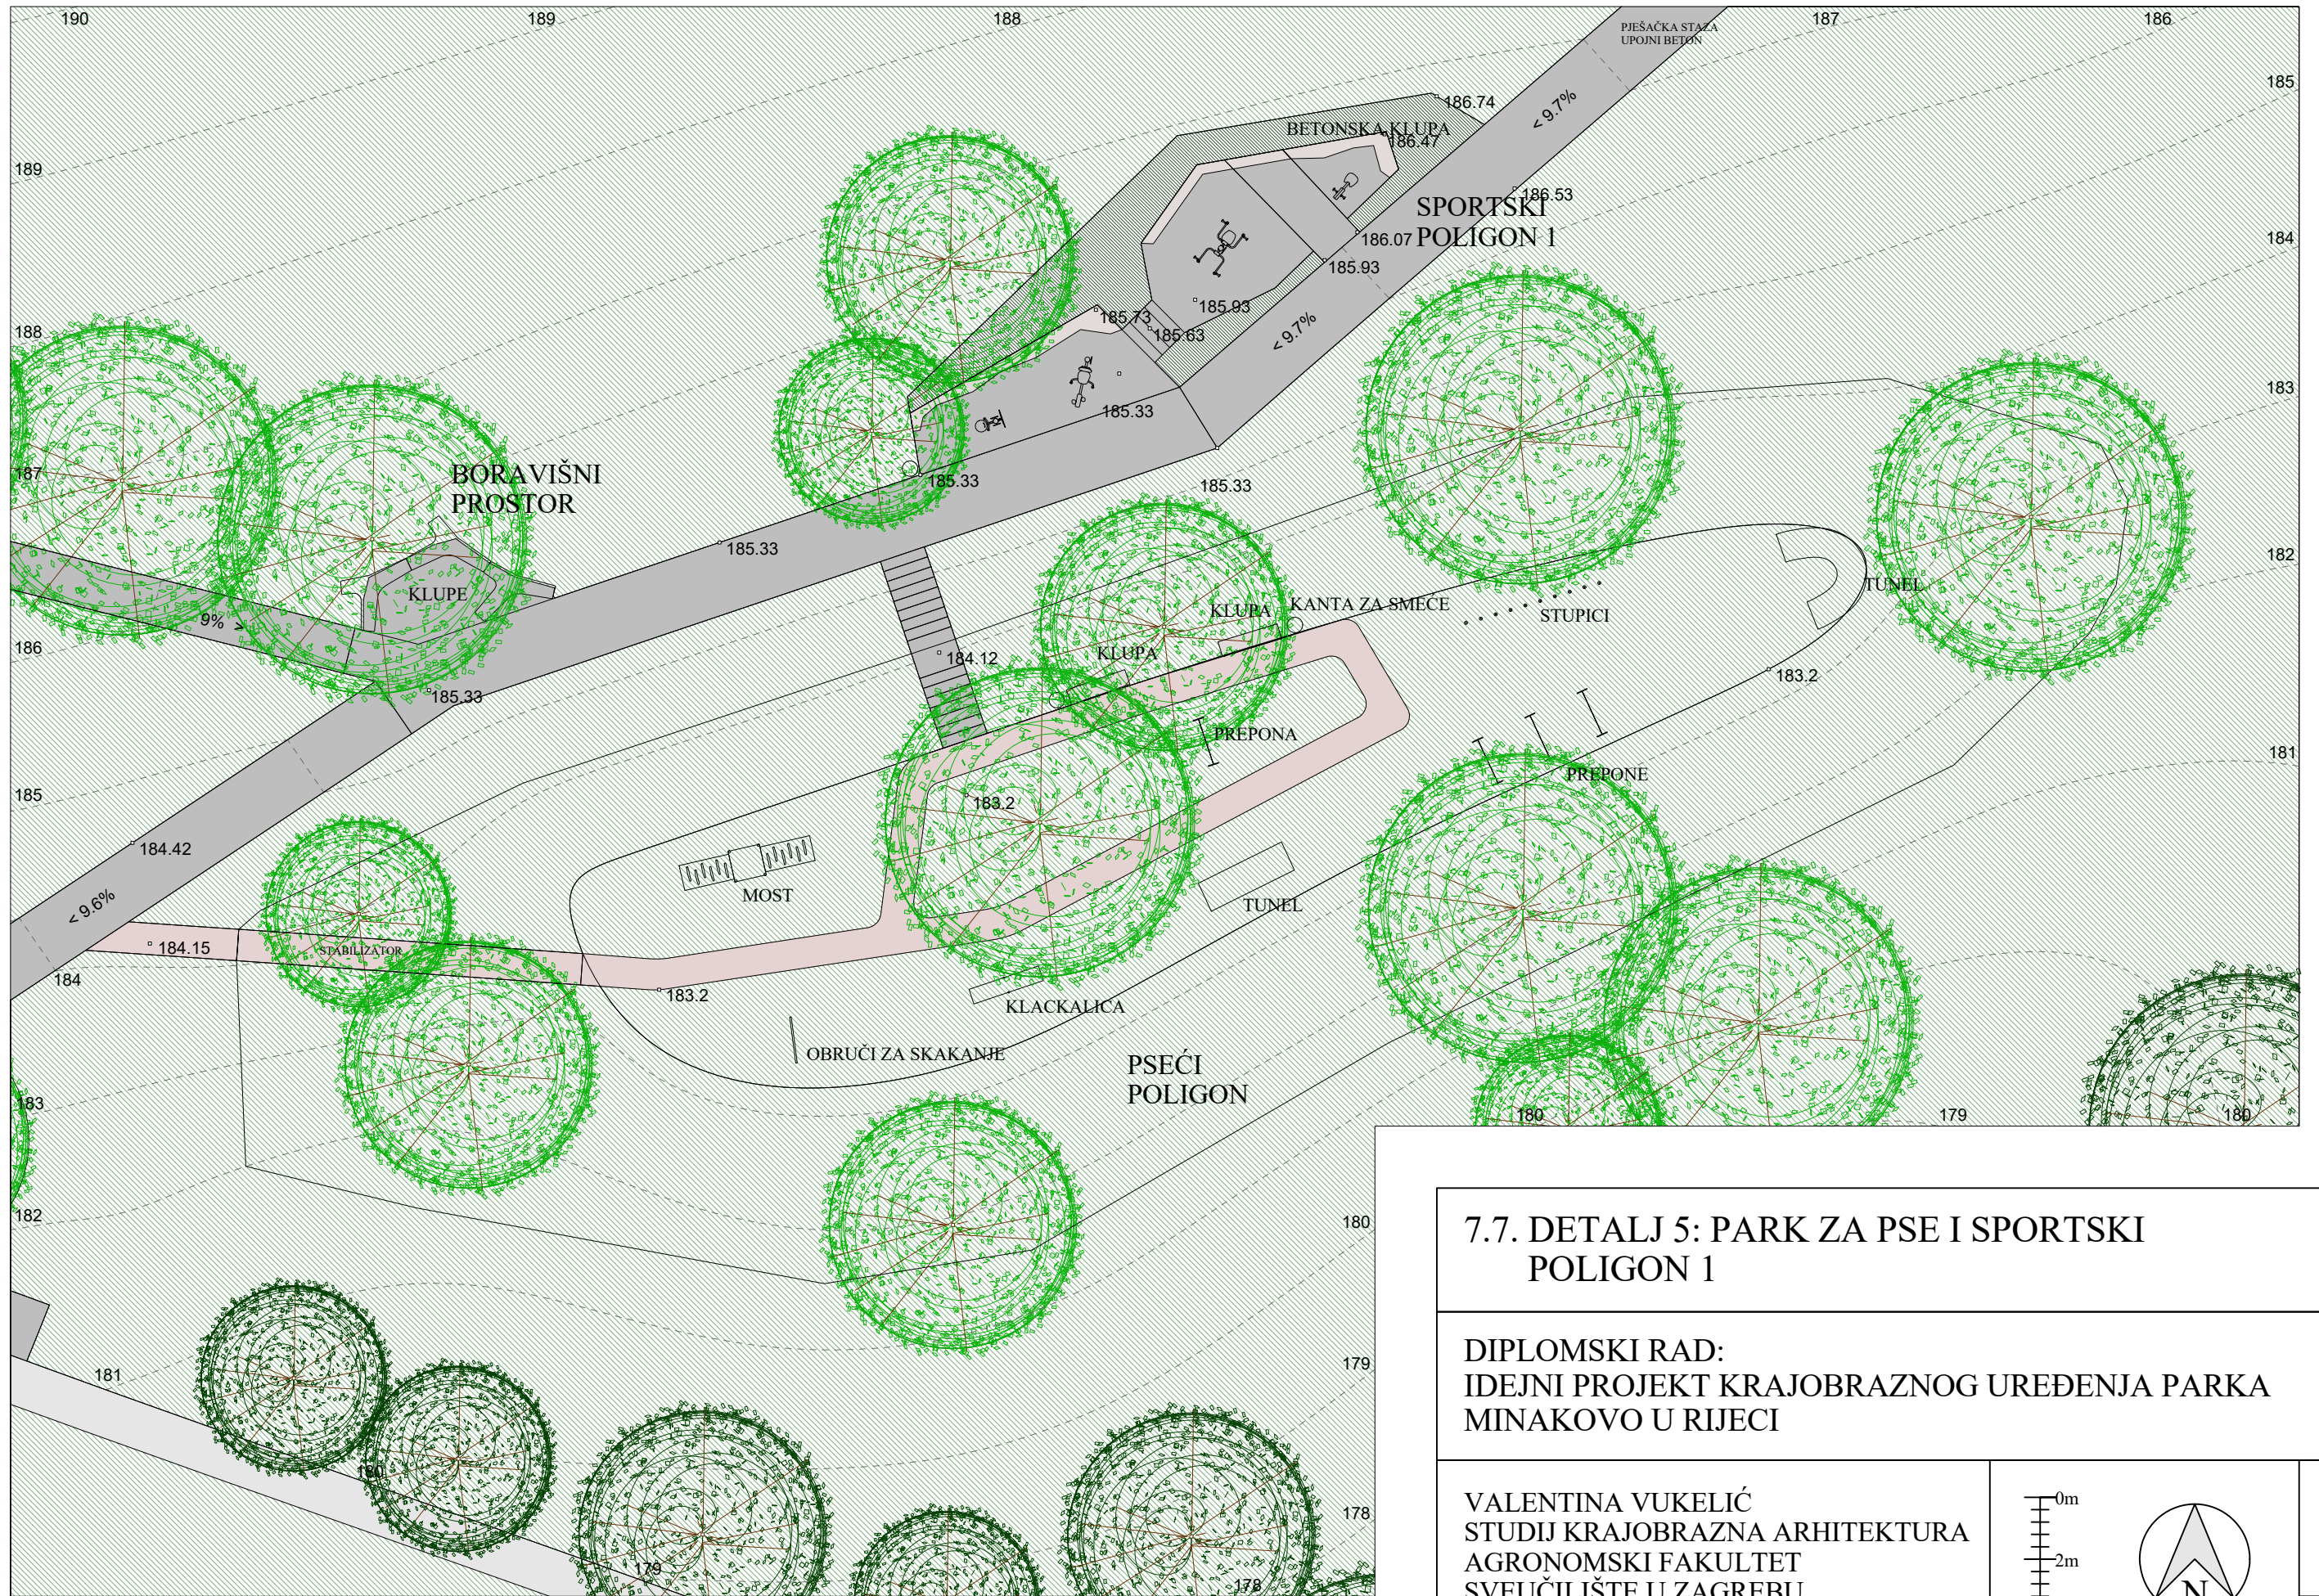 190
189
188
187
186
PJEŠAČKA STAZA
UPOJNI BETON
185
186.74
< 9.7%
BETONSKA KLUPA
186.47
189
186.53
SPORTSKI
POLIGON 1
186.07
184
185.93
185.93
185.73
185.63
< 9.7%
188
183
185.33
187
BORAVIŠNI
PROSTOR
185.33
185.33
185.33
182
KLUPE
TUNEL
KLUPA
KANTA ZA SMEĆE
STUPICI
9% >
186
184.12
KLUPA
183.2
185.33
PREPONA
181
PREPONE
185
183.2
184.42
MOST
TUNEL
< 9.6%
184.15
STABILIZATOR
184
183.2
KLACKALICA
OBRUČI ZA SKAKANJE
PSEĆI
POLIGON
183
180
179
180
182
180
7.7. DETALJ 5: PARK ZA PSE I SPORTSKI
POLIGON 1
DIPLOMSKI RAD:
IDEJNI PROJEKT KRAJOBRAZNOG UREĐENJA PARKA
MINAKOVO U RIJECI
179
181
180
178
VALENTINA VUKELIĆ
STUDIJ KRAJOBRAZNA ARHITEKTURA
AGRONOMSKI FAKULTET
SVEUČILIŠTE U ZAGREBU
0m
2m
N
179
178